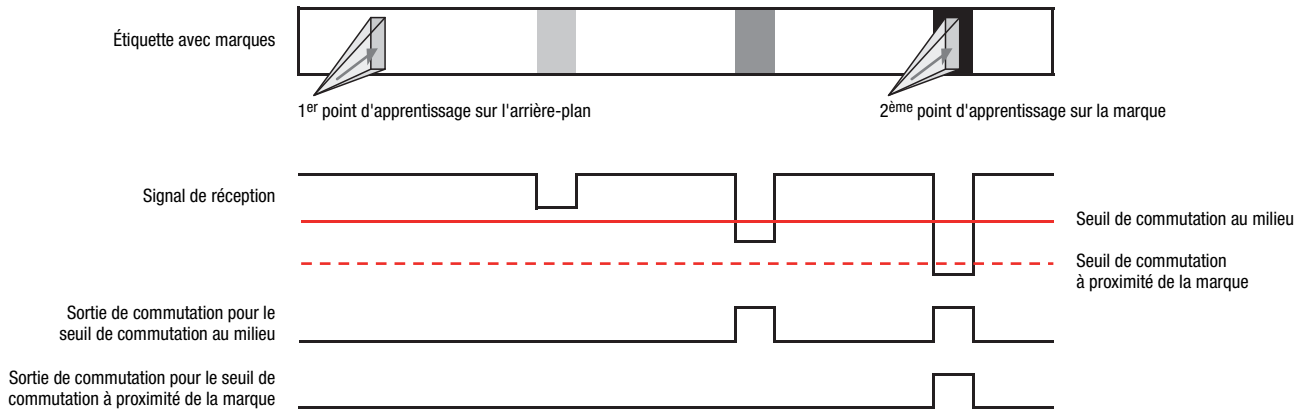 Étiquette avec marques
1er point d'apprentissage sur l'arrière-plan
2ème point d'apprentissage sur la marque
Signal de réception
Seuil de commutation au milieu
Seuil de commutation
à proximité de la marque
Sortie de commutation pour le
seuil de commutation au milieu
Sortie de commutation pour le seuil de
commutation à proximité de la marque